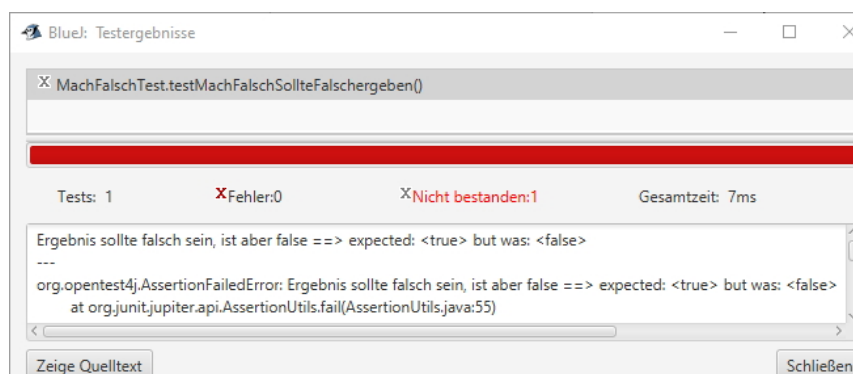 BlueJ: Testergebnisse
MachFalschTest.testMachFalschSollteFalschergeben()
Tests: 1 Fehler:0 Nicht bestanden:1 Gesamtzeit: 7ms
Ergebnis sollte falsch sein, ist aber false ==> expected: <true> but was: <false>
---
org.opentest4j.AssertionFailedError: Ergebnis sollte falsch sein, ist aber false ==> expected: <true> but was: <false>
at org.junit.jupiter.api.AssertionUtils.fail(AssertionUtils.java:55)
Zeige Quelltext Schließen